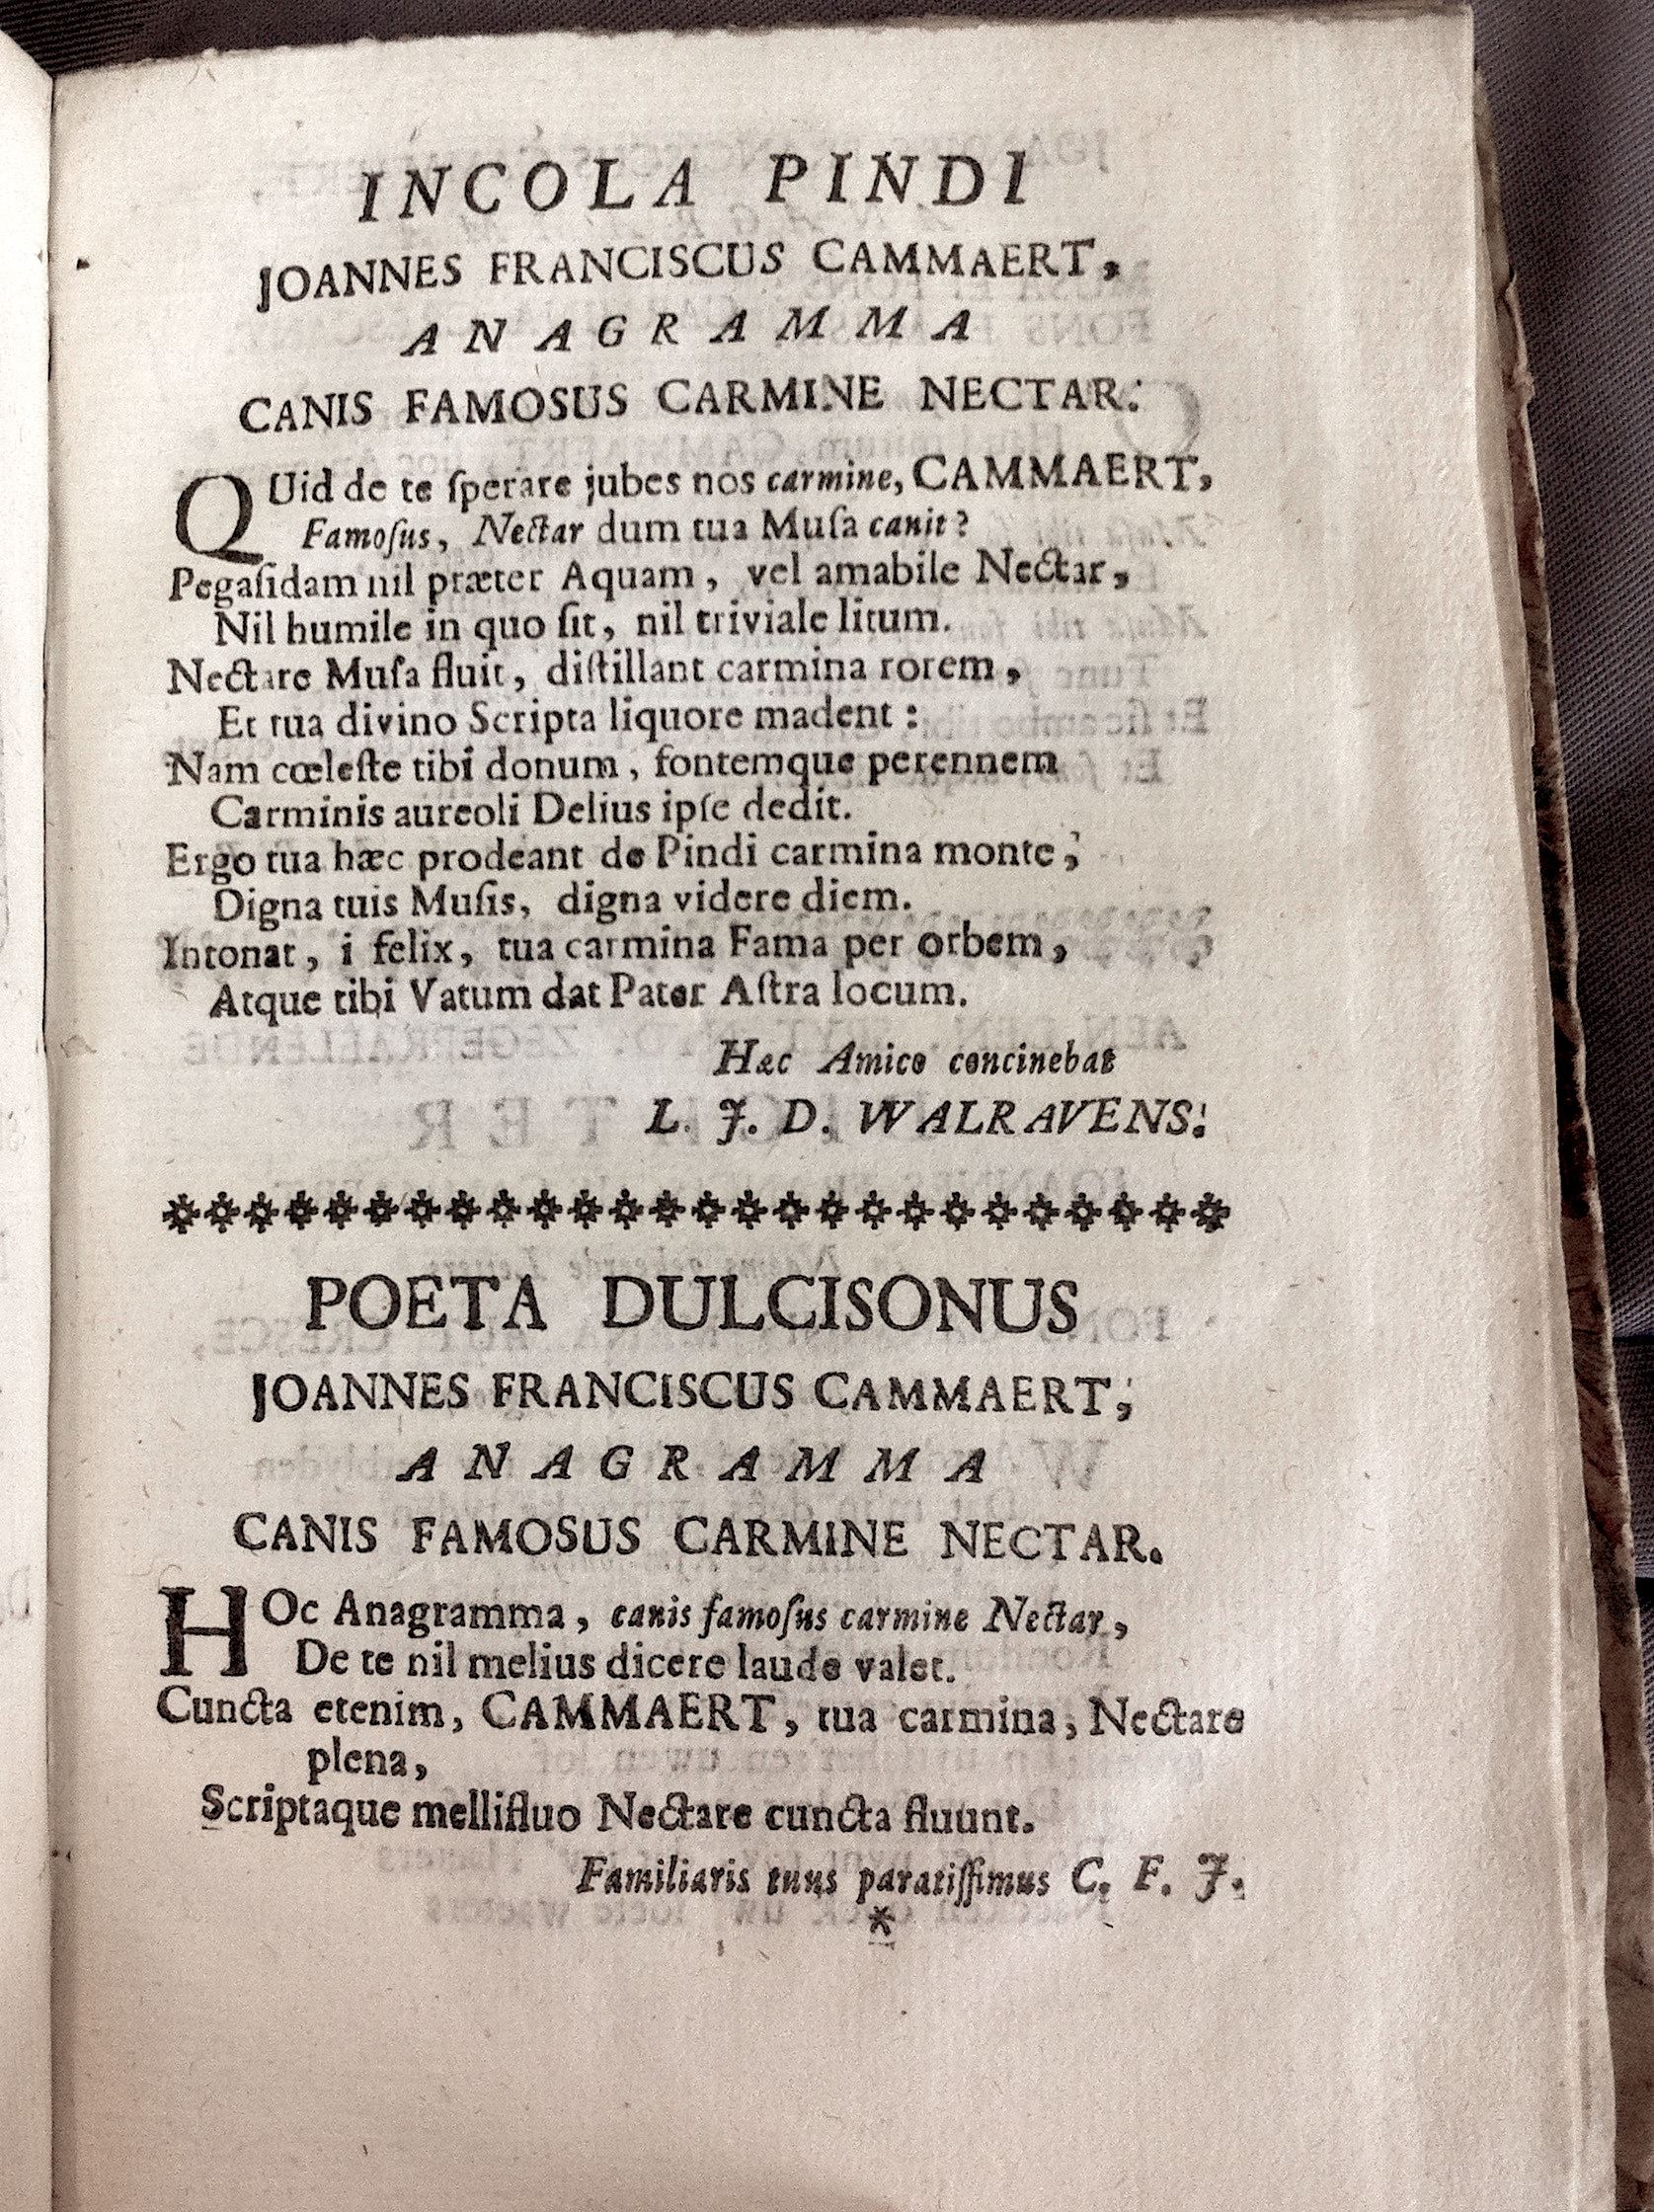 INCOLA PINDI
JOANNES FRANCISCUS CAMMAERT,
ANAGRAMMA
CANIS FAMOSUS CARMINE NECTAR.
QUid de te ſperare jubes nos carmine, CAMMAERT,
Famoſus, Nectar dum tua Muſa canit?
Pegaſidam nil præter Aquam, vel amabile Nectar,
Nil humile in quo ſit, nil triviale litum.
Nectare Muſa fluit, diſtillant carmina rorem,
Et tua divino Scripta liquore madent:
Nam cœleſte tibi donum, fontemque perennem
Carminis aureoli Delius ipſe dedit.
Ergo tua hæc prodeant de Pindi carmina monte;
Digna tuis Muſis, digna videre diem.
Intonat, i felix, tua carmina Fama per orbem,
Atque tibi Vatum dat Pater Aſtra locum.
Hæc Amico concinebat
L. J. D. WALRAVENS.
POETA DULCISONUS
JOANNES FRANCISCUS CAMMAERT;
ANAGRAMMA
CANIS FAMOSUS CARMINE NECTAR.
HOc Anagramma, canis famoſus carmine Nectar,
De te nil melius dicere laude valet.
Cuncta etenim, CAMMAERT, tua carmina, Nectare
plena,
Scriptaque mellifluo Nectare cuncta fluunt.
Familiaris tuus paratiſſimus C. F. J.
*